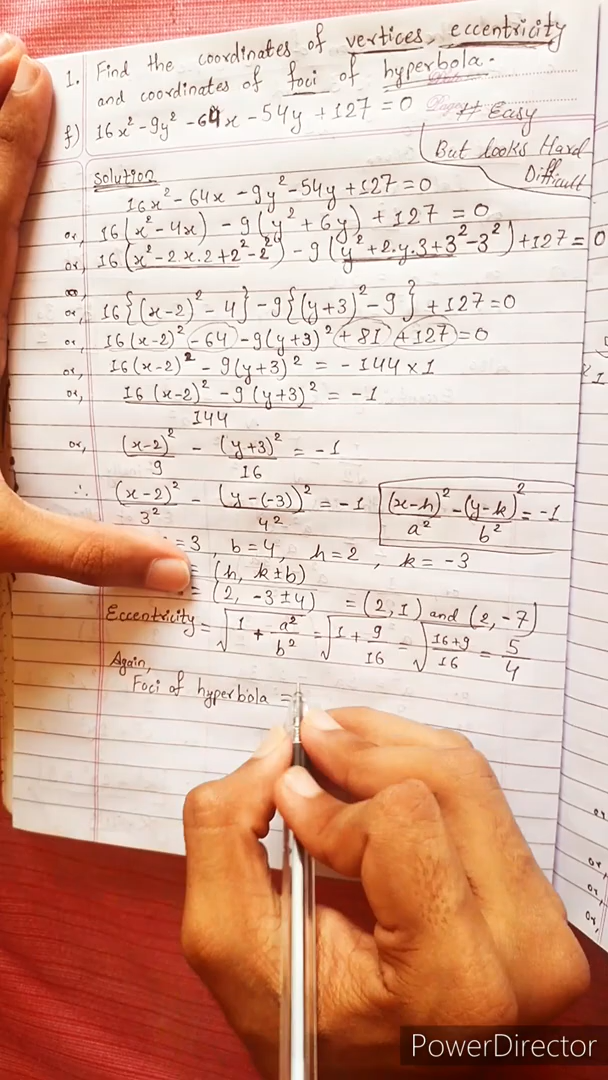 1. Find the coordinates of vertices, eccentricity
and coordinates of foci of hyperbola.
f) 16x² - 9y² - 64x - 54y + 127 = 0
# Easy
But looks Hard
Difficult
Solution
16x² - 64x - 9y² - 54y + 127 = 0
or, 16(x² - 4x) - 9(y² + 6y) + 127 = 0
or, 16(x² - 2.x.2 + 2² - 2²) - 9(y² + 2.y.3 + 3² - 3²) + 127 = 0
or, 16{(x-2)² - 4} - 9{(y+3)² - 9} + 127 = 0
or, 16(x-2)² - 64 - 9(y+3)² + 81 + 127 = 0
or, 16(x-2)² - 9(y+3)² = -144 × 1
or, 16(x-2)² - 9(y+3)² / 144 = -1
or, (x-2)²/9 - (y+3)²/16 = -1
∴ (x-2)²/3² - (y-(-3))²/4² = -1 (x-h)²/a² - (y-k)²/b² = -1
=3, b=4, h=2, k=-3
= (h, k±b)
= (2, -3±4) = (2,1) and (2,-7)
Eccentricity = √1 + a²/b² = √1 + 9/16 = √16+9/16 = 5/4
Again,
Foci of hyperbola =
PowerDirector